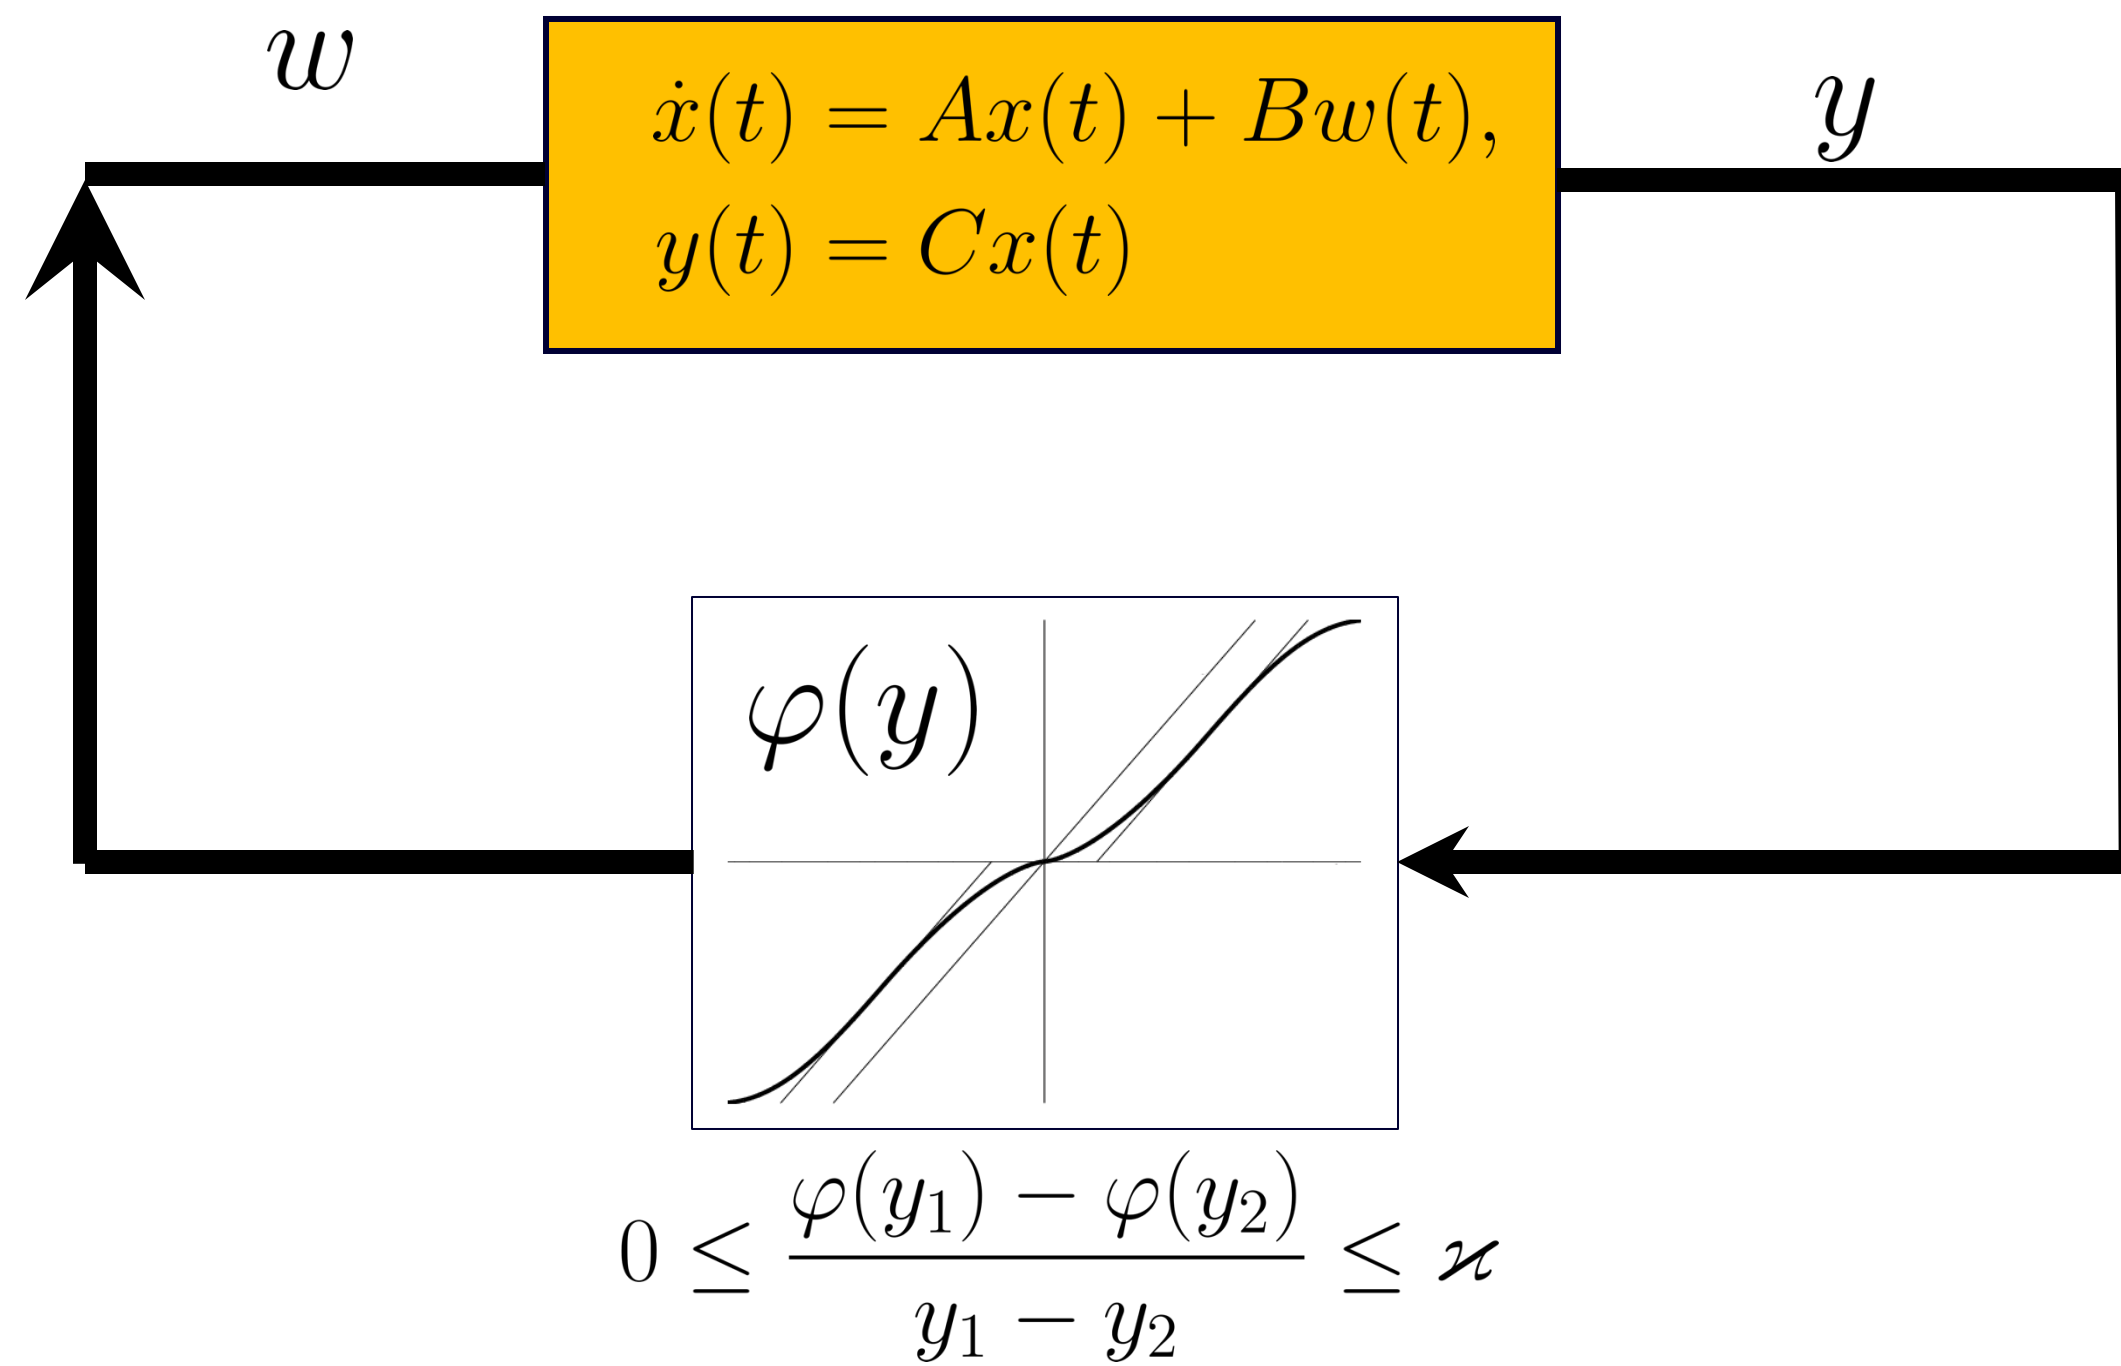 w
ẋ(t) = Ax(t) + Bw(t),
y(t) = Cx(t)
y
φ(y)
0 ≤ φ(y₁) − φ(y₂) / y₁ − y₂ ≤ ϰ